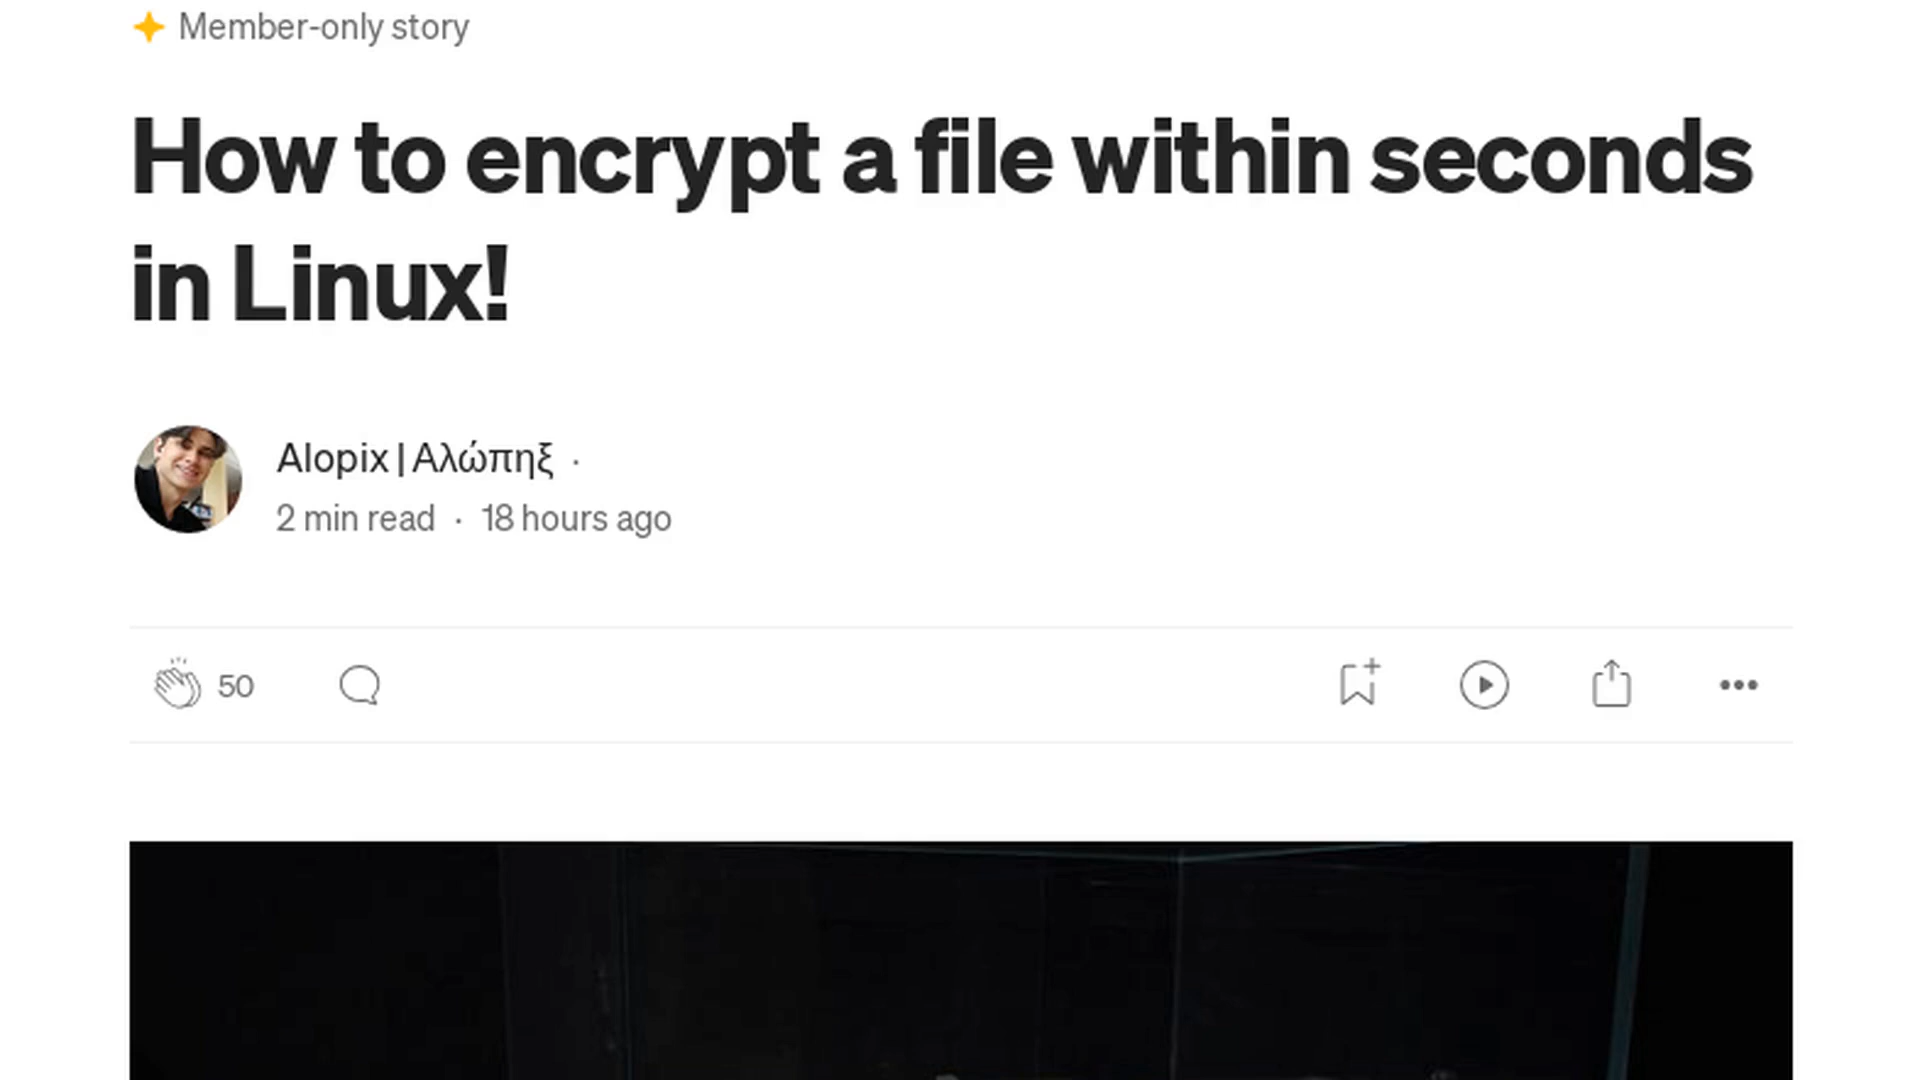 Member-only story
How to encrypt a file within seconds
in Linux!
Alopix | Αλώπηξ ·
2 min read · 18 hours ago
50